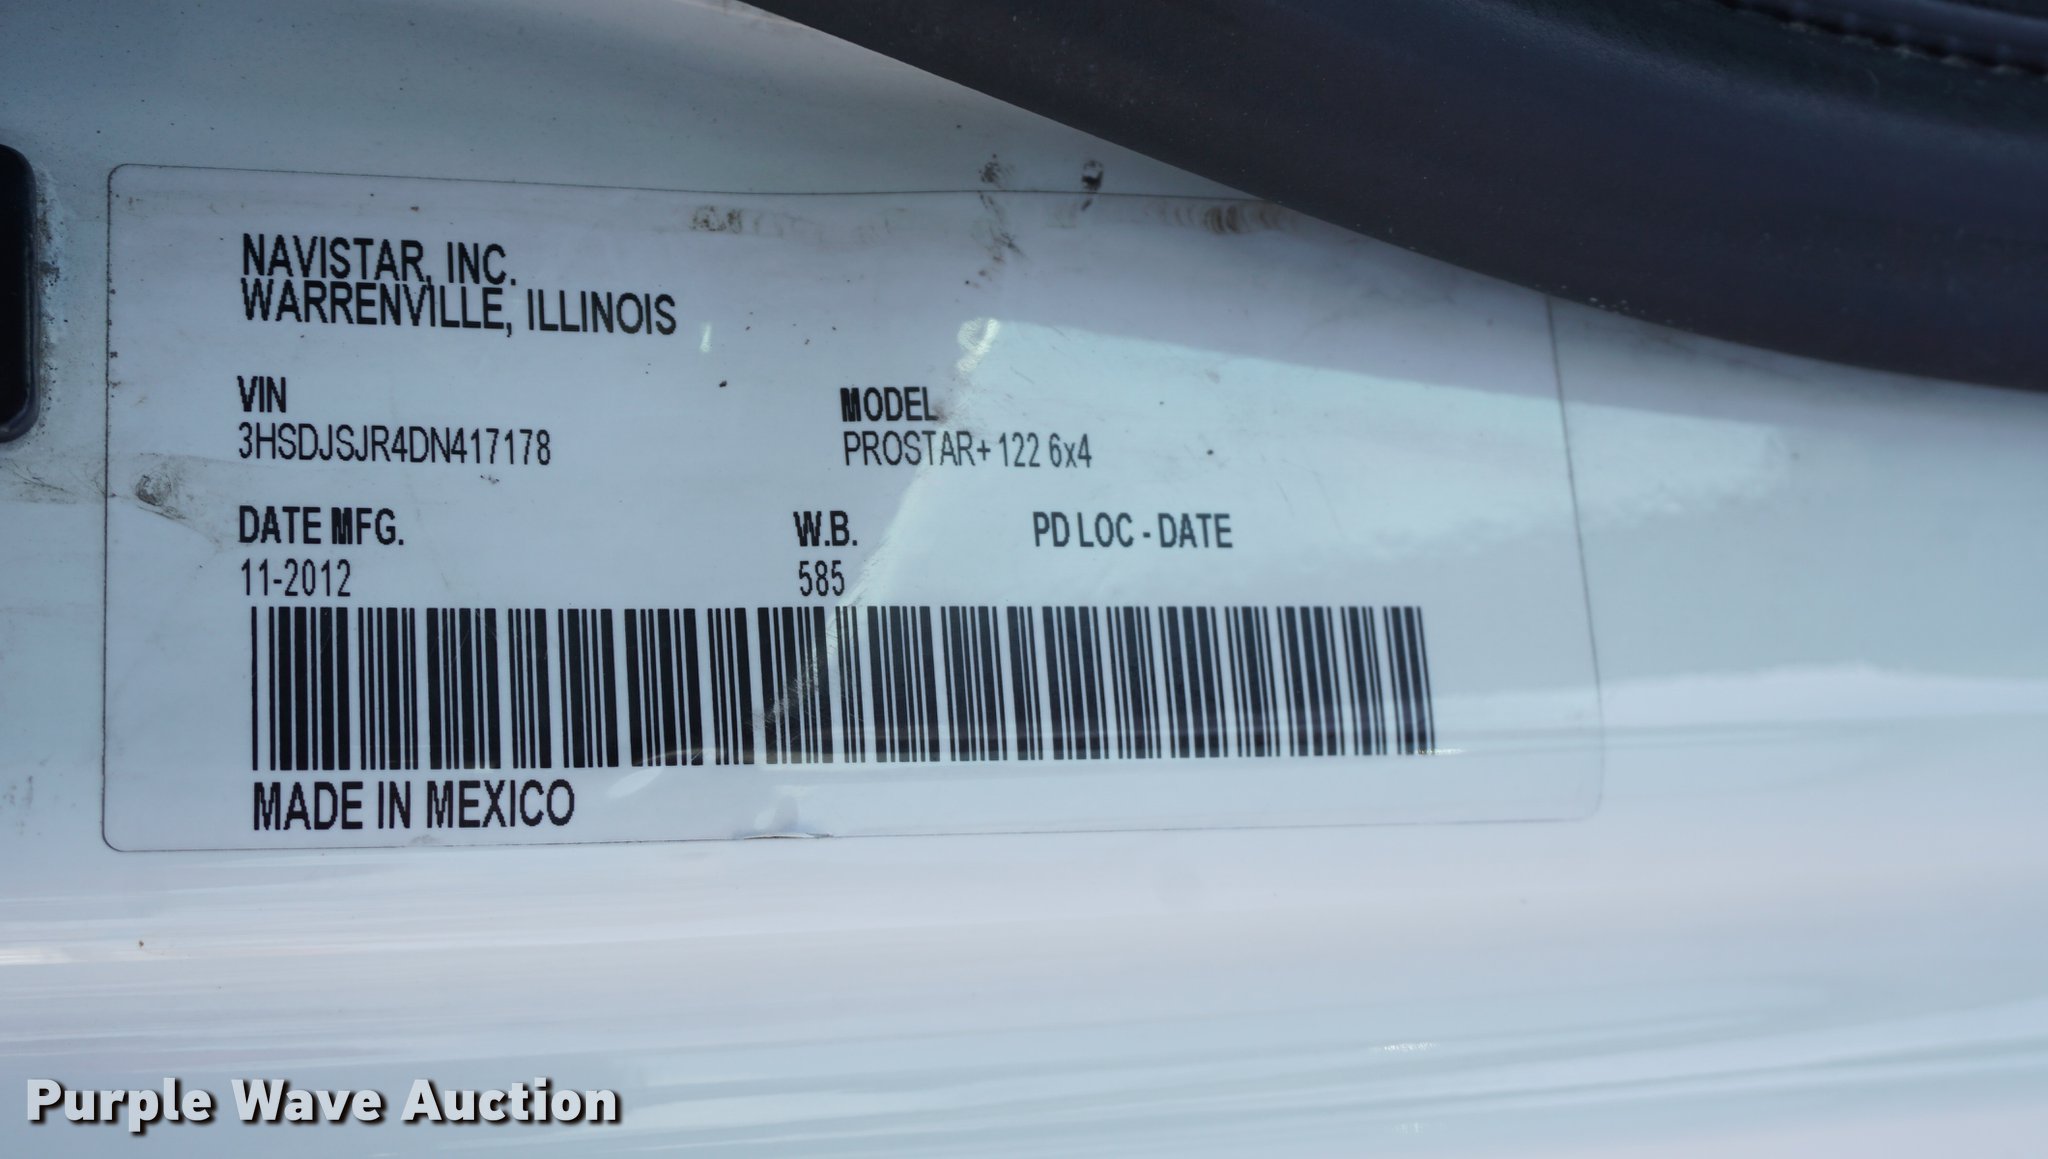 NAVISTAR, INC.
WARRENVILLE, ILLINOIS
VIN
3HSDJSJR4DN417178
MODEL
PROSTAR+ 122 6x4
DATE MFG.
11-2012
W.B.
585
PD LOC - DATE
MADE IN MEXICO
Purple Wave Auction